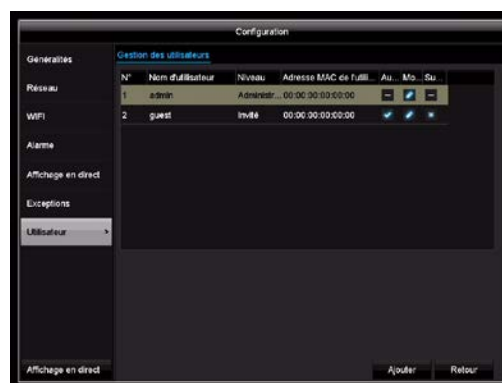 Configuration
Généralités
Réseau
WIFI
Alarme
Affichage en direct
Exceptions
Utilisateur >
Affichage en direct
Gestion des utilisateurs
N° Nom d'utilisateur Niveau Adresse MAC de l'utili... Au... Mo... Su...
1 admin Administr... 00:00:00:00:00:00
2 guest Invité 00:00:00:00:00:00
Ajouter Retour